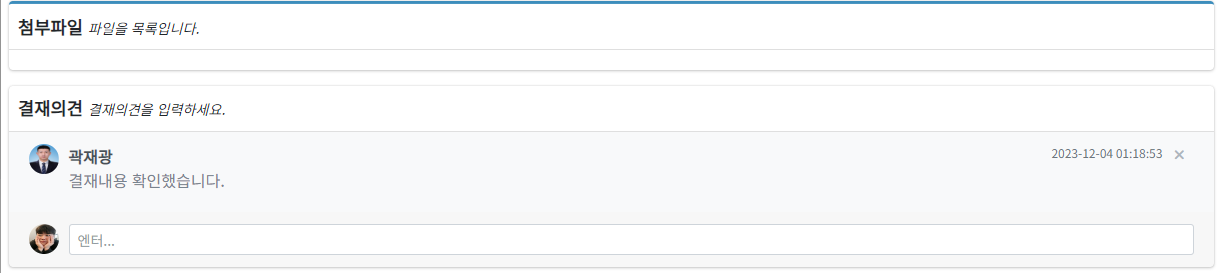 첨부파일 파일을 목록입니다.
결재의견 결재의견을 입력하세요.
곽재광 2023-12-04 01:18:53 ×
결재내용 확인했습니다.
엔터...